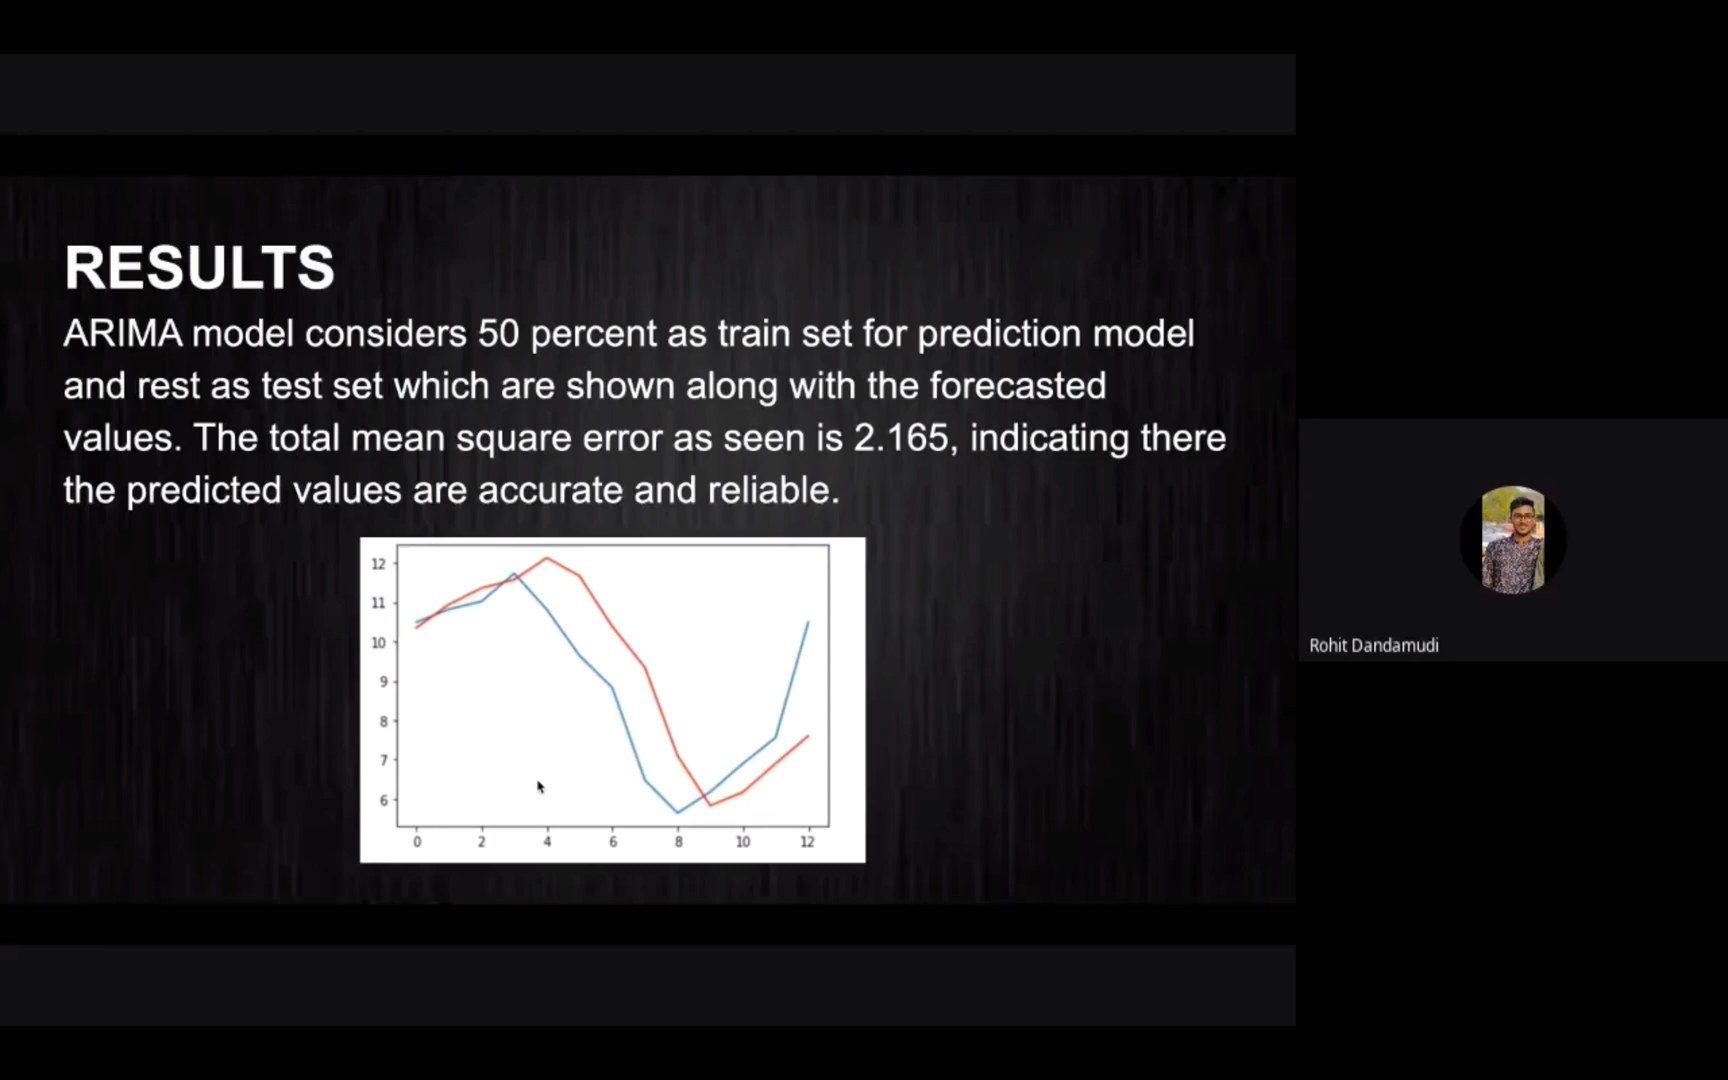 RESULTS
ARIMA model considers 50 percent as train set for prediction model
and rest as test set which are shown along with the forecasted
values. The total mean square error as seen is 2.165, indicating there
the predicted values are accurate and reliable.
12
11
10
9
8
7
6
0 2 4 6 8 10 12
Rohit Dandamudi